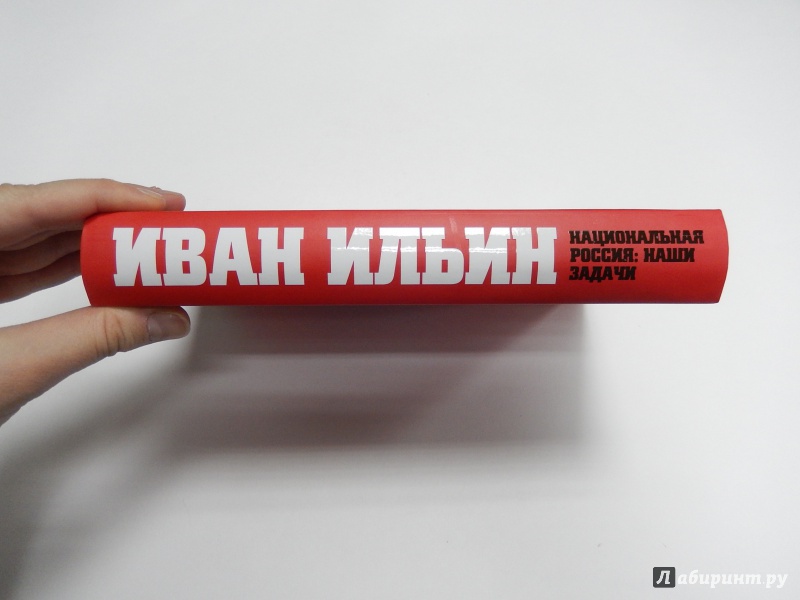 ИВАН ИЛЬИН
НАЦИОНАЛЬНАЯ
РОССИЯ: НАШИ
ЗАДАЧИ
Лабиринт.ру